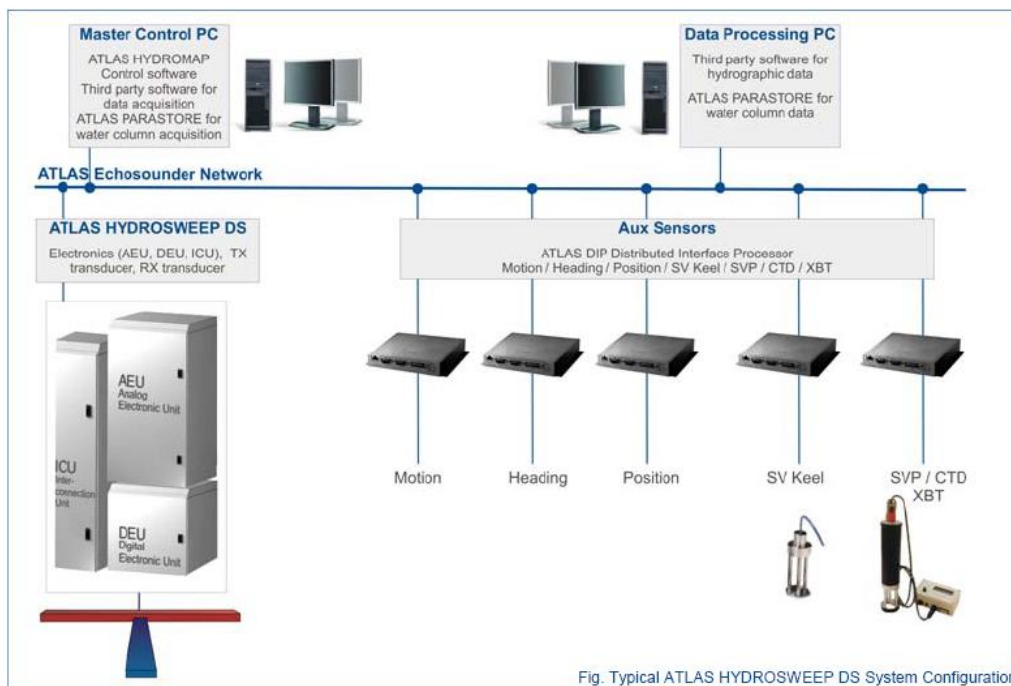 Master Control PC
ATLAS HYDROMAP
Control software
Third party software for
data acquisition
ATLAS PARASTORE for
water column acquisition
Data Processing PC
Third party software for
hydrographic data
ATLAS PARASTORE for
water column data
ATLAS Echosounder Network
ATLAS HYDROSWEEP DS
Electronics (AEU, DEU, ICU), TX
transducer, RX transducer
Aux Sensors
ATLAS DIP Distributed Interface Processor
Motion / Heading / Position / SV Keel / SVP / CTD / XBT
AEU
Analog
Electronic Unit
ICU
Inter-
connection
Unit
DEU
Digital
Electronic Unit
Motion
Heading
Position
SV Keel
SVP / CTD
XBT
Fig. Typical ATLAS HYDROSWEEP DS System Configuration